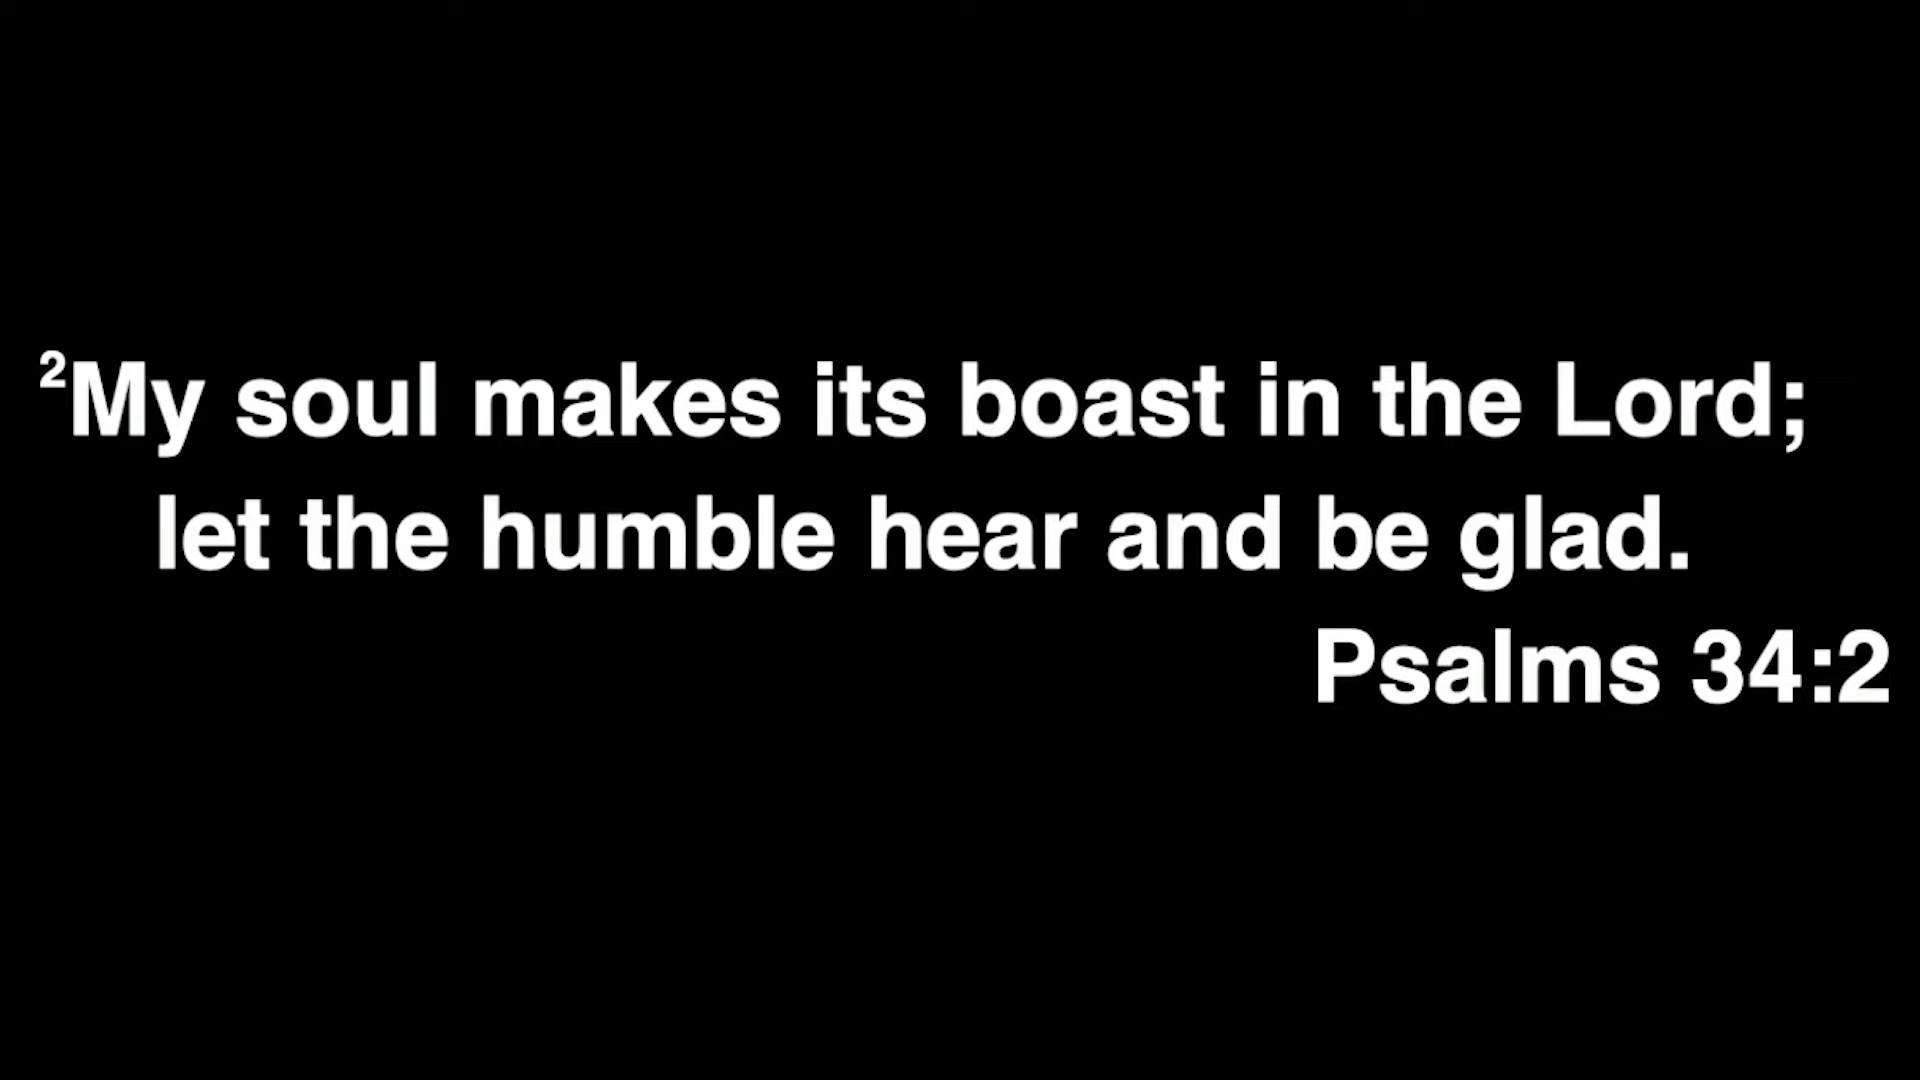 ²My soul makes its boast in the Lord;
let the humble hear and be glad.
Psalms 34:2